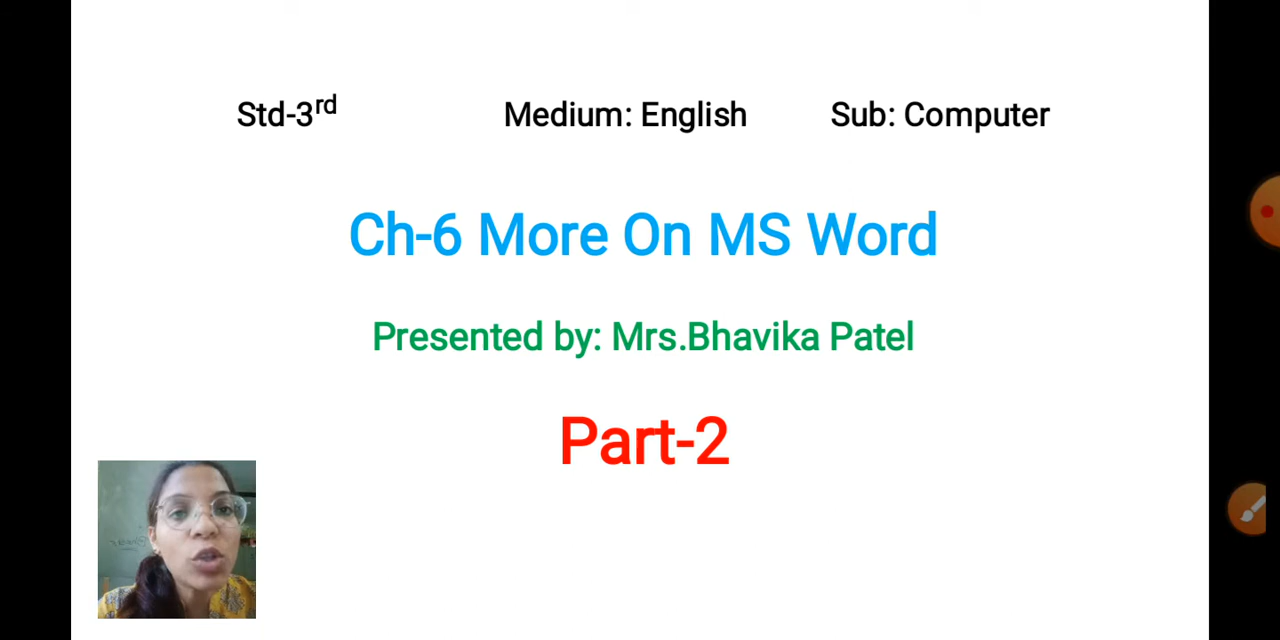 Std-3rd Medium: English Sub: Computer
Ch-6 More On MS Word
Presented by: Mrs.Bhavika Patel
Part-2